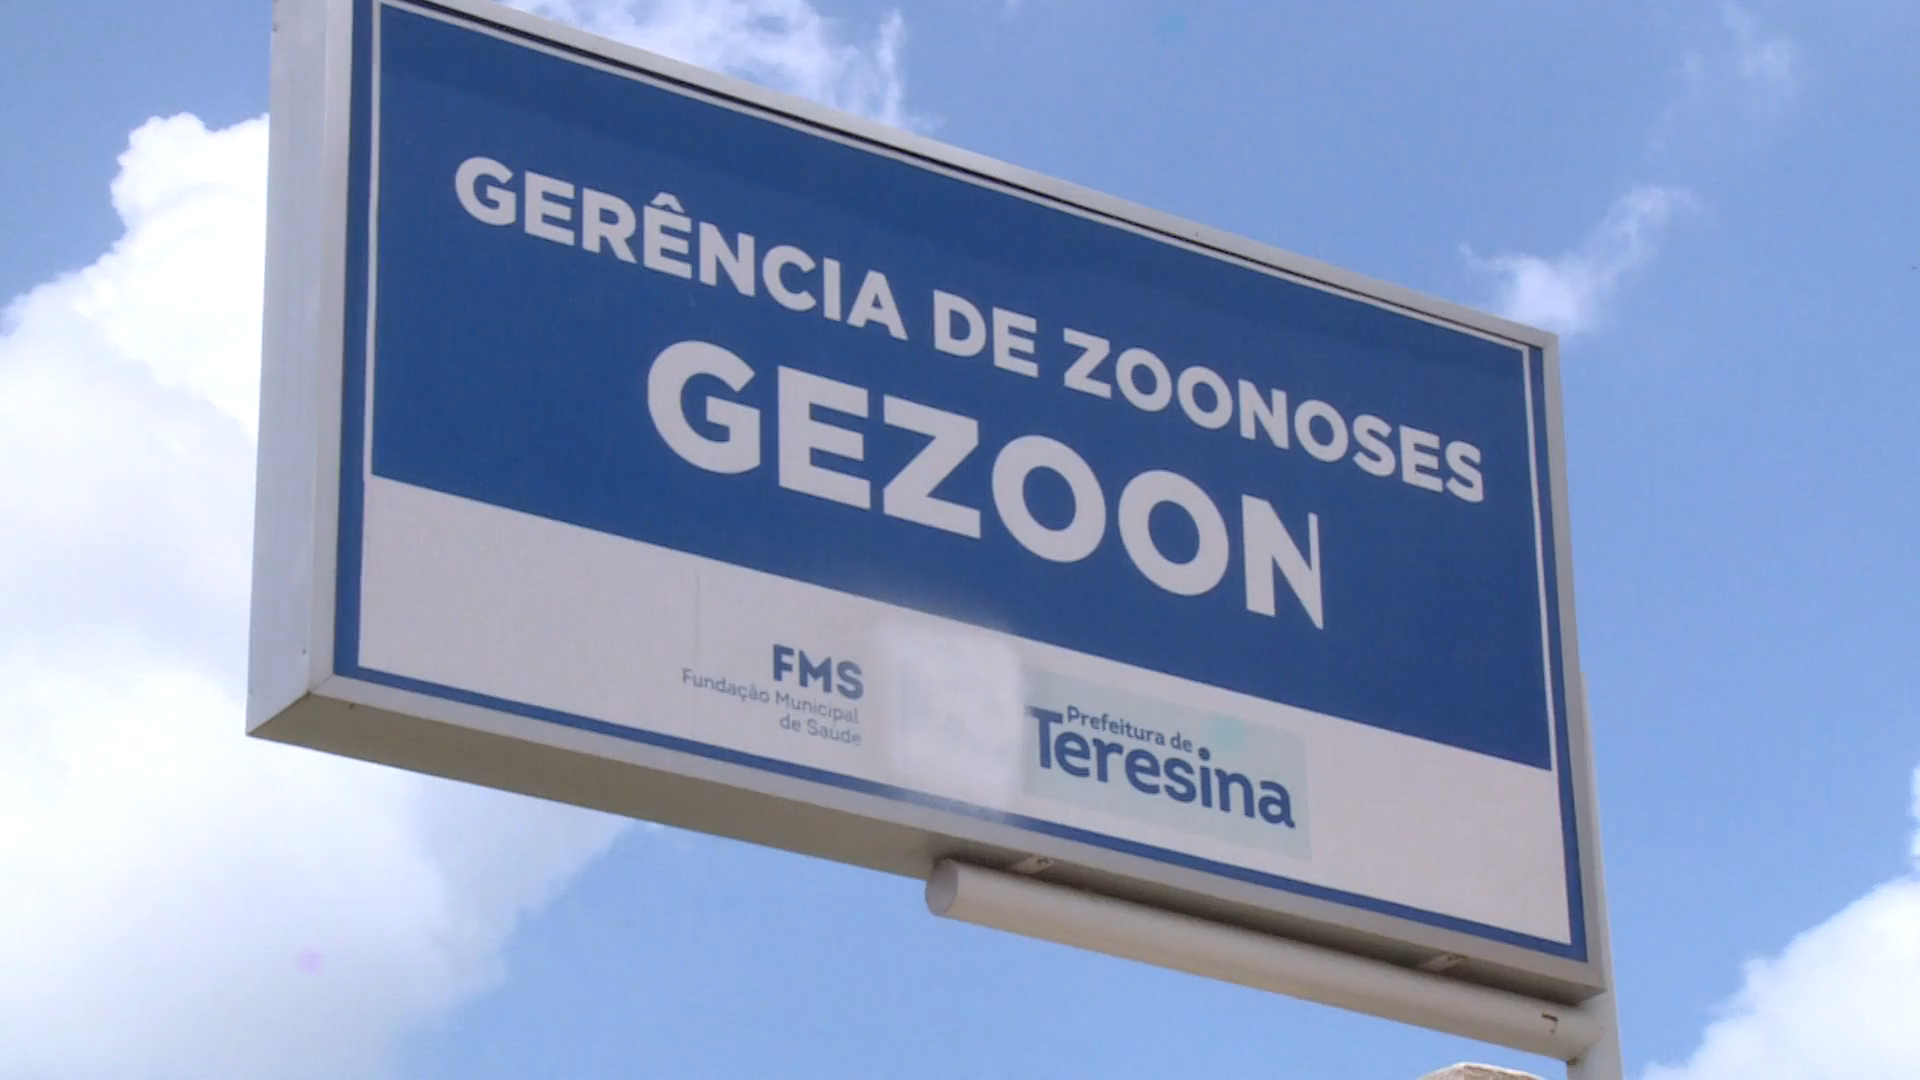 GERÊNCIA DE ZOONOSES
GEZOON
FMS
Fundação Municipal
de Saúde
Prefeitura de
Teresina